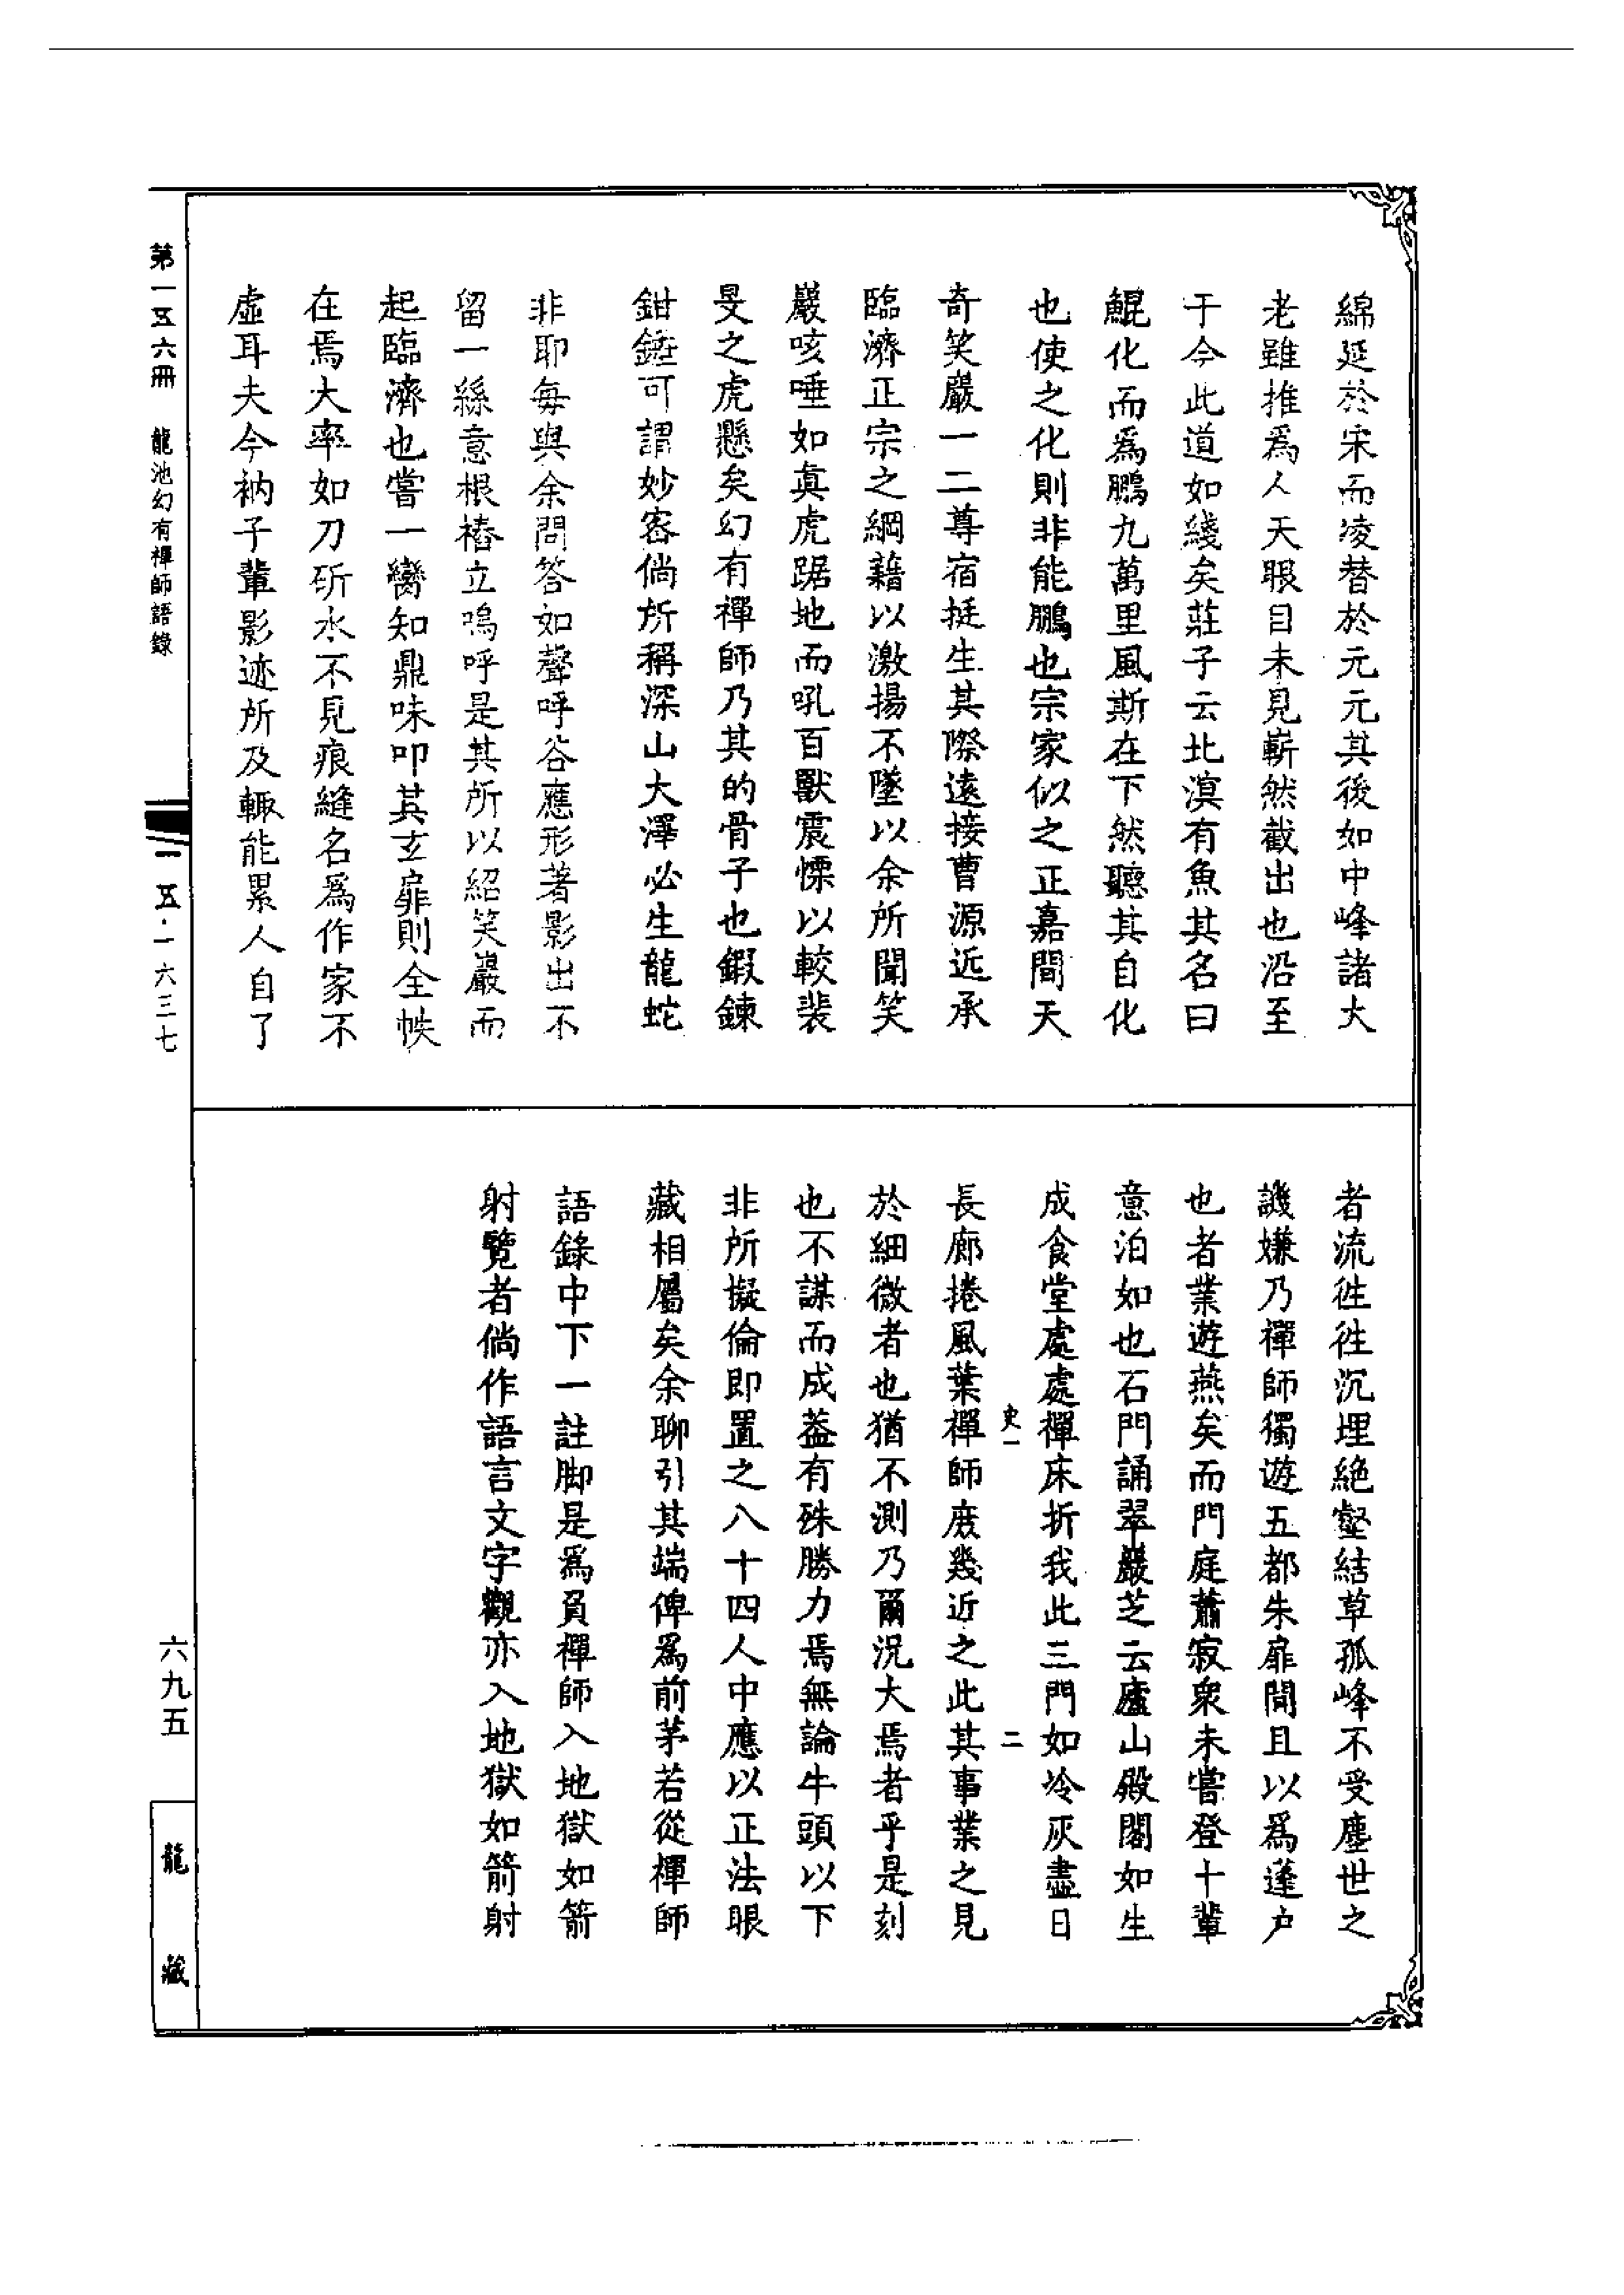 綿延於宋而凌替於元元其後如中峰諸大
老雖推爲人天眼目未見嶄然截出也沿至
于今此道如綫矣莊子云北溟有魚其名曰
鯤化而爲鵬九萬里風斯在下然聽其自化
也使之化則非能鵬也宗家似之正嘉間天
奇笑巖一二尊宿挺生其際遠接曹源近承
臨濟正宗之綱藉以激揚不墜以余所聞笑
巖咳唾如真虎踞地而吼百獸震慄以較裴
旻之虎懸矣幻有禪師乃其的骨子也鍜鍊
鉗錘可謂妙宻倘所稱深山大澤必生龍蛇
非耶每與余問答如聲呼谷應形著影出不
留一絲意根樁立嗚呼是其所以紹笑巖而
起臨濟也嘗一臠知鼎味叩其玄扉則全帙
在焉大率如刀斫水不見痕縫名爲作家不
虛耳夫今衲子輩影迹所及輙能累人自了
者流徃徃沉埋絶壑結草孤峰不受塵世之
譏嫌乃禪師獨遊五都朱扉間且以爲蓬户
也者業遊燕矣而門庭蕭寂衆未嘗登十輩
意泊如也石門誦翠巖芝云廬山殿閣如生
成食堂處處禪床折我此三門如冷灰盡日
長廊捲風葉禪師庶幾近之此其事業之見
於細微者也猶不測乃爾況大焉者乎是刻
也不謀而成葢有殊勝力焉無論牛頭以下
非所擬倫即置之八十四人中應以正法眼
藏相屬矣余聊引其端俾爲前茅若從禪師
語錄中下一註脚是爲負禪師入地獄如箭
射覽者倘作語言文字觀亦入地獄如箭射
史一
二
第一五六冊 龍池幻有禪師語錄
一五·一六三七
六九五
龍藏